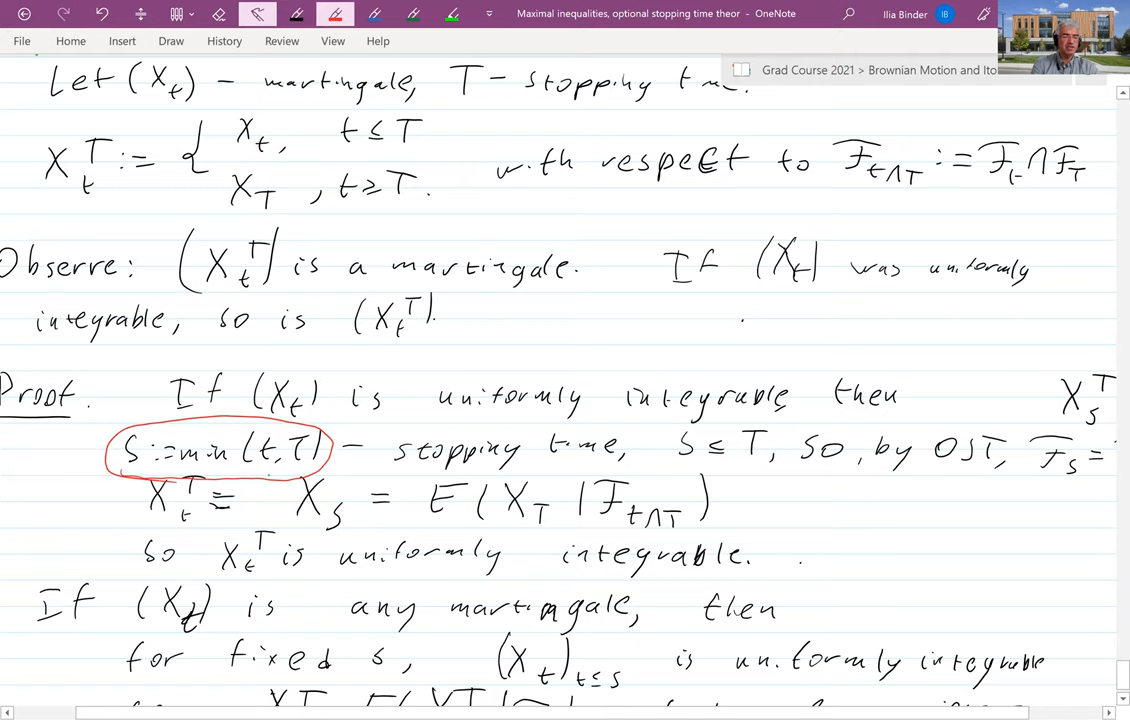 Maximal inequalities, optional stopping time theor - OneNote
Ilia Binder
IB
File Home Insert Draw History Review View Help
Grad Course 2021 > Brownian Motion and Ito
Let (X_t) - martingale, T - stopping time.
X_t^T := { X_t, t ≤ T
X_T, t ≥ T.
with respect to F_{t∧T} := F_t ∩ F_T
Observe: (X_t^T) is a martingale. If (X_t) was uniformly
integrable, so is (X_t^T).
Proof. If (X_t) is uniformly integrable then X_s^T
S := min (t, T) - stopping time, S ≤ T, so, by OST, F_S =
X_t^T = X_S = E(X_T | F_{t∧T})
so X_t^T is uniformly integrable.
If (X_t) is any martingale, then
for fixed s, (X_t)_{t≤s} is uniformly integrable